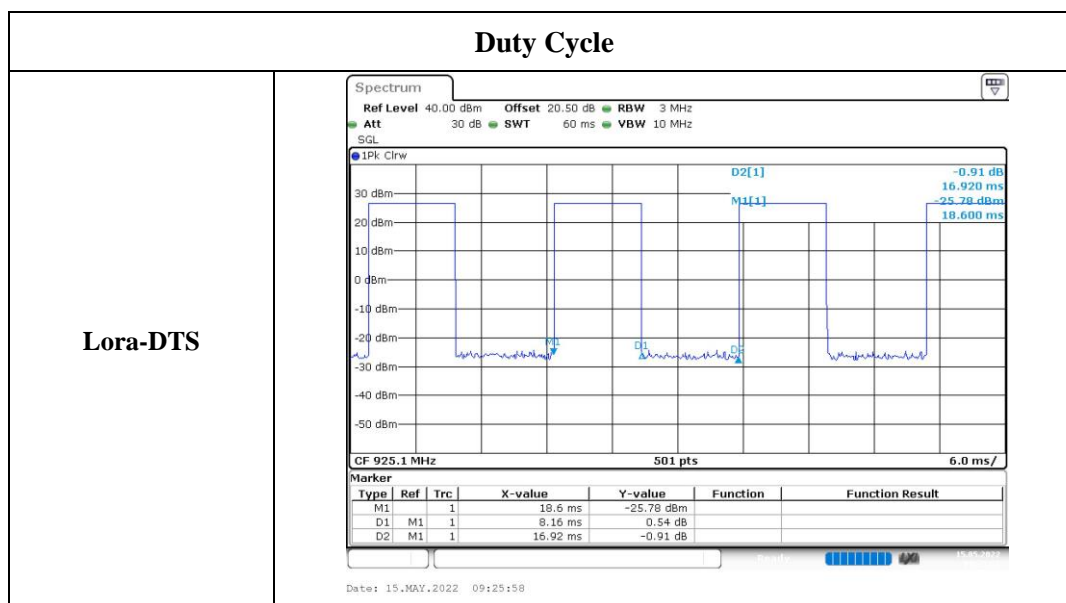 Duty Cycle
Lora-DTS
Spectrum
Ref Level 40.00 dBm Offset 20.50 dB RBW 3 MHz
Att 30 dB SWT 60 ms VBW 10 MHz
SGL
1Pk Clrw
D2[1] -0.91 dB
16.920 ms
M1[1] -25.78 dBm
18.600 ms
30 dBm
20 dBm
10 dBm
0 dBm
-10 dBm
-20 dBm
-30 dBm
-40 dBm
-50 dBm
M1
D1
D2
CF 925.1 MHz 501 pts 6.0 ms/
Marker
Type Ref Trc X-value Y-value Function Function Result
M1 1 18.6 ms -25.78 dBm
D1 M1 1 8.16 ms 0.54 dB
D2 M1 1 16.92 ms -0.91 dB
Ready 15.05.2022
Date: 15.MAY.2022 09:25:58